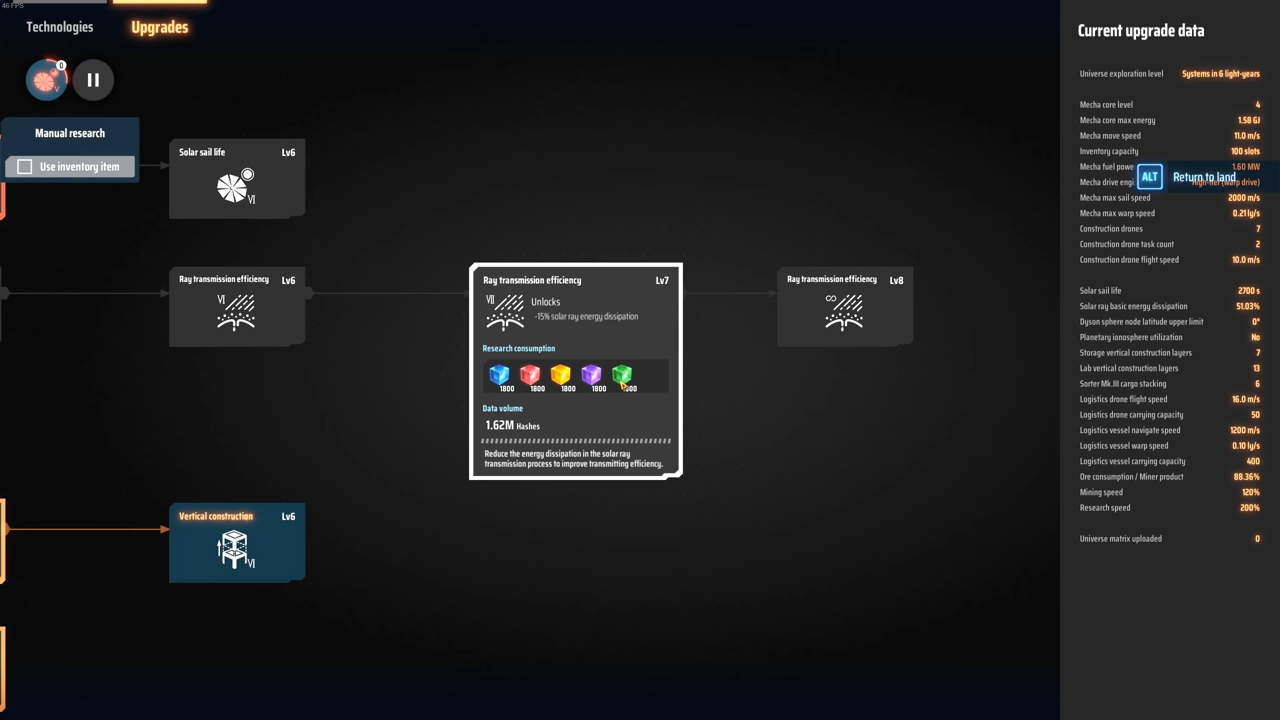 46 FPS
Technologies
Upgrades
0
V
Manual research
Use inventory item
Solar sail life Lv6
VI
Ray transmission efficiency Lv6
VI
Ray transmission efficiency Lv7
VII
Unlocks
-15% solar ray energy dissipation
Research consumption
1800 1800 1800 1800
Data volume
1.62M Hashes
Reduce the energy dissipation in the solar ray
transmission process to improve transmitting efficiency.
Ray transmission efficiency Lv8
∞
Vertical construction Lv6
VI
Current upgrade data
Universe exploration level Systems in 6 light-years
Mecha core level 4
Mecha core max energy 1.58 GJ
Mecha move speed 11.0 m/s
Inventory capacity 100 slots
Mecha fuel 1.60 MW
Mecha drive
ALT Return to land
Mecha max sail speed 2000 m/s
Mecha max warp speed 0.21 ly/s
Construction drones 7
Construction drone task count 2
Construction drone flight speed 10.0 m/s
Solar sail life 2700 s
Solar ray basic energy dissipation 51.03%
Dyson sphere node latitude upper limit 0°
Planetary ionosphere utilization No
Storage vertical construction layers 7
Lab vertical construction layers 13
Sorter Mk.III cargo stacking 6
Logistics drone flight speed 16.0 m/s
Logistics drone carrying capacity 50
Logistics vessel navigate speed 1200 m/s
Logistics vessel warp speed 0.10 ly/s
Logistics vessel carrying capacity 400
Ore consumption / Miner product 88.36%
Mining speed 120%
Research speed 200%
Universe matrix uploaded 0